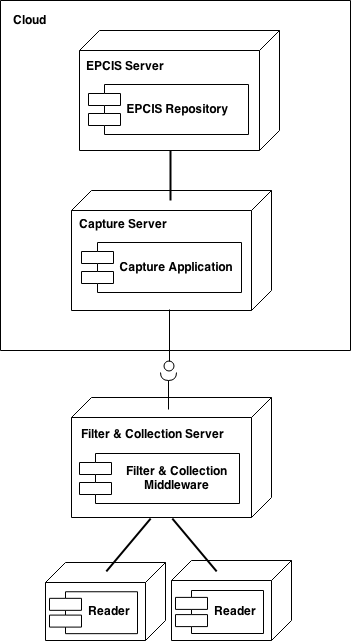 Cloud
EPCIS Server
EPCIS Repository
Capture Server
Capture Application
Filter & Collection Server
Filter & Collection
Middleware
Reader
Reader